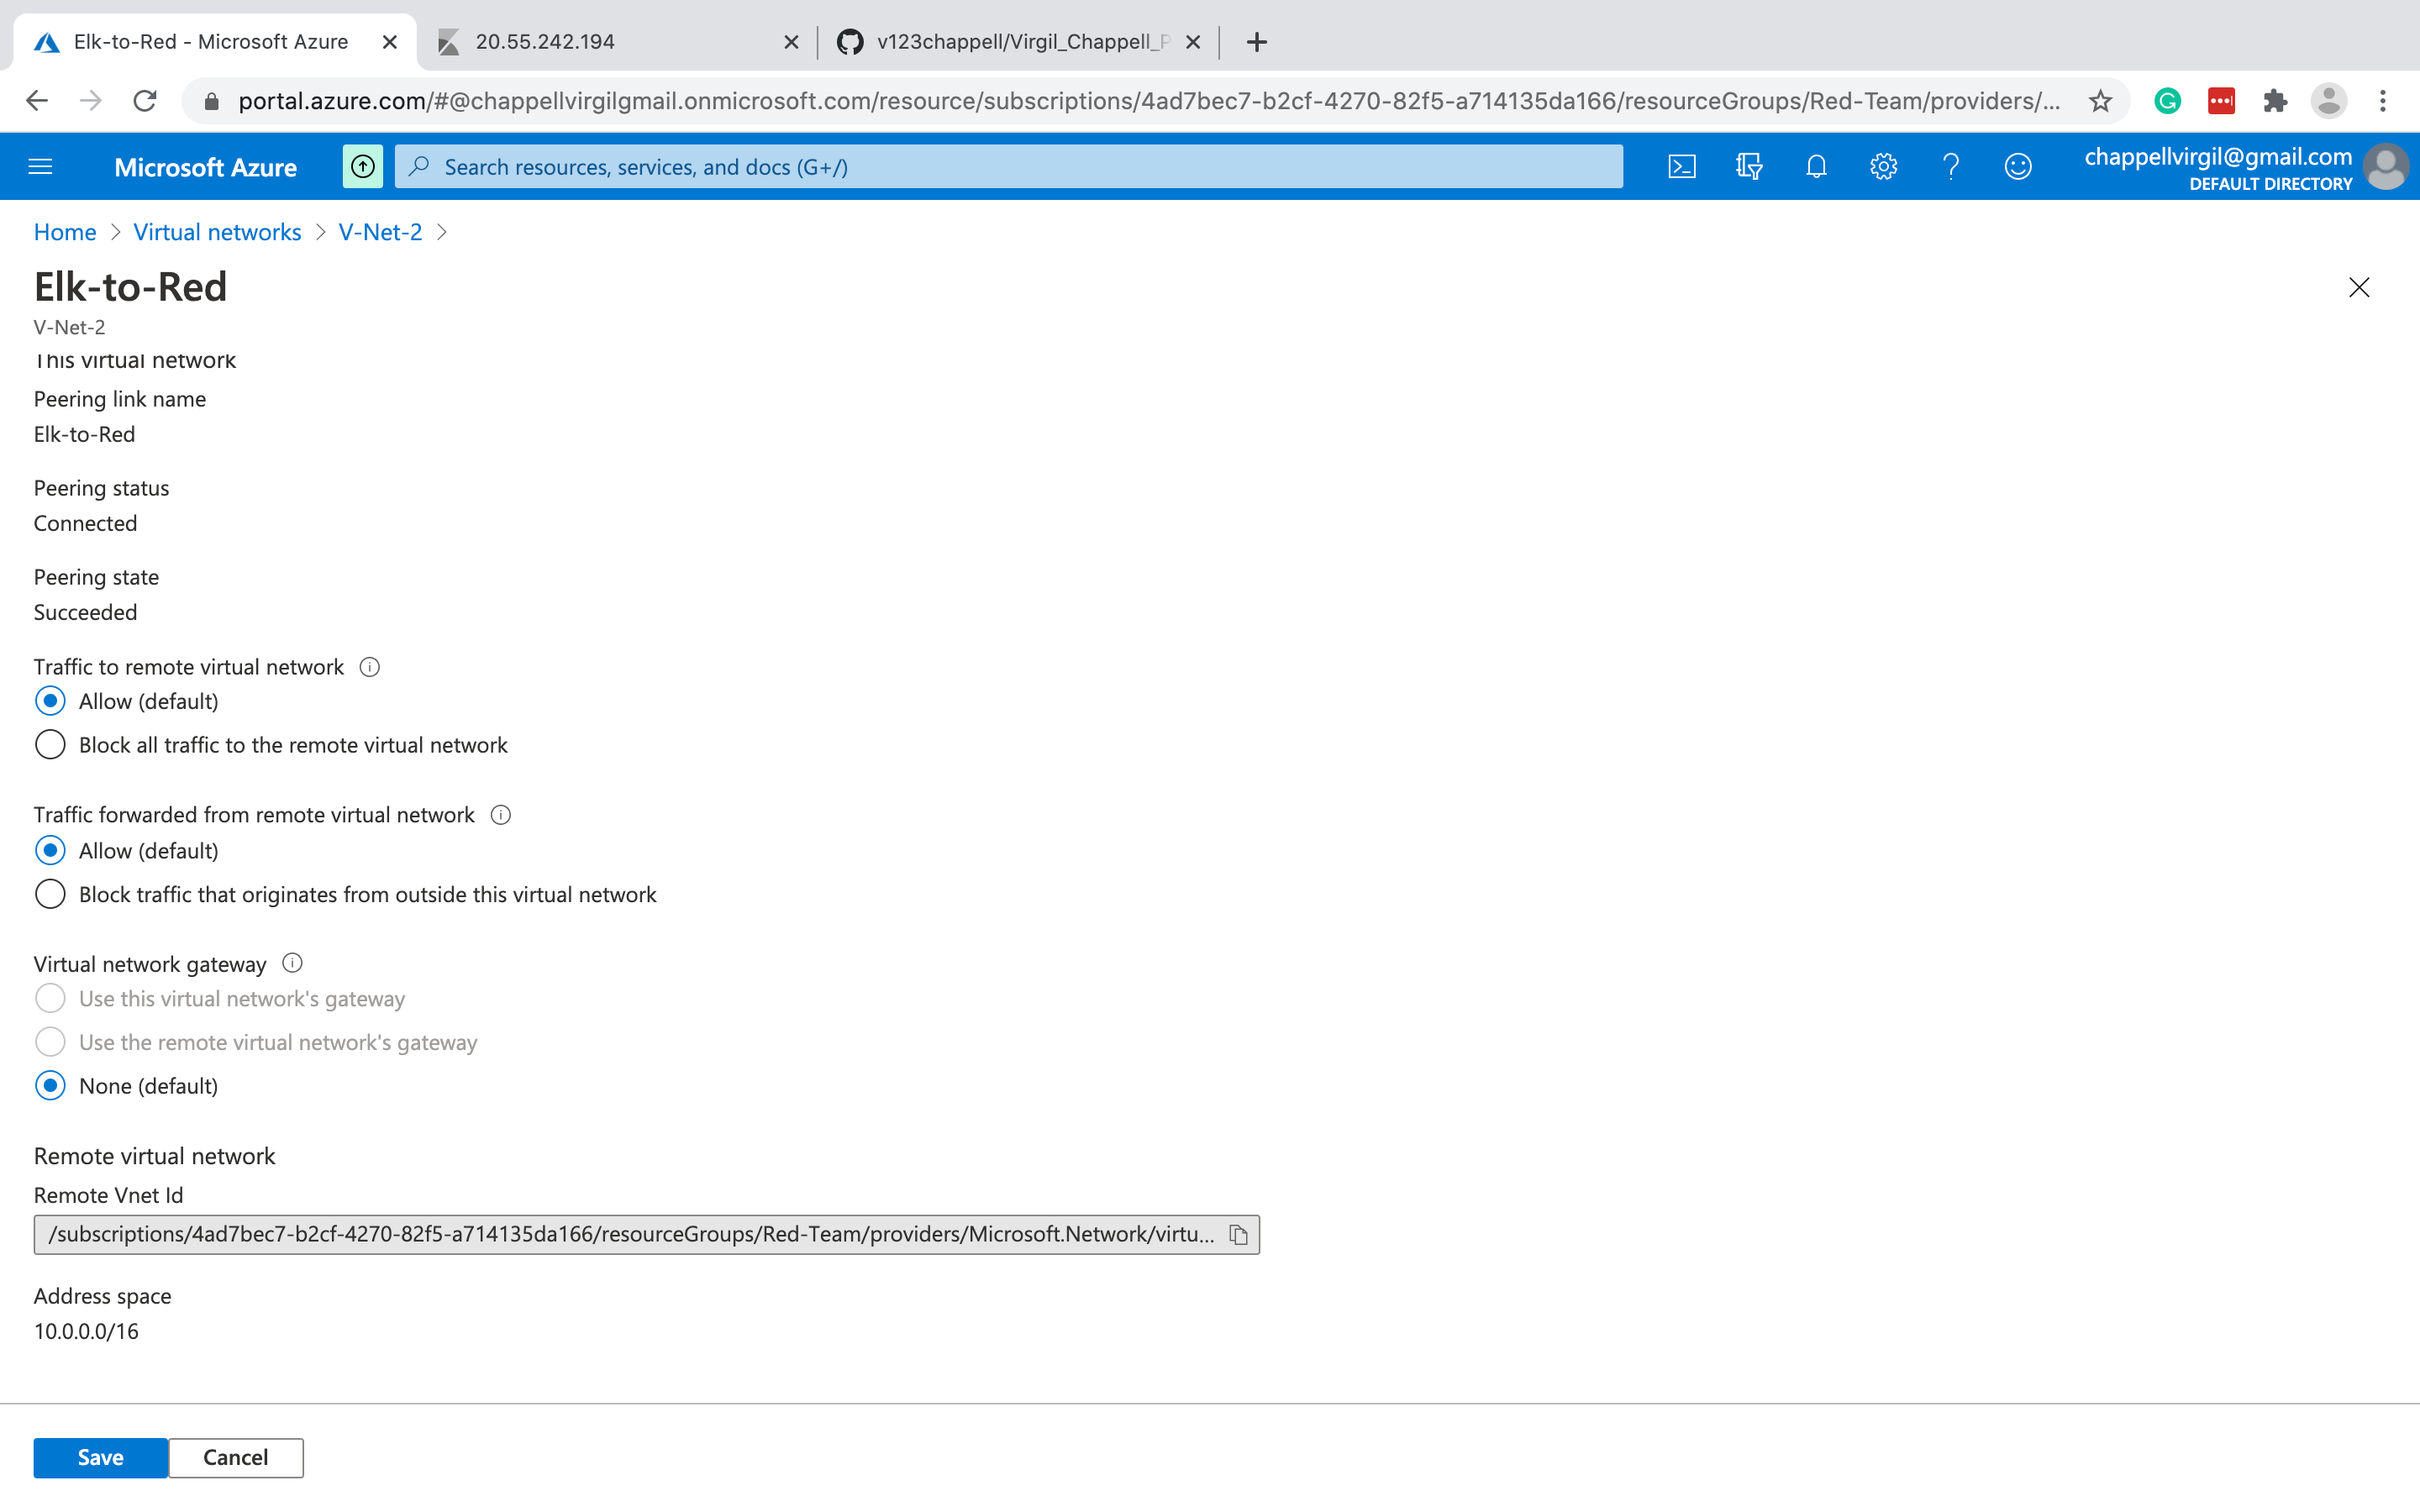 Elk-to-Red - Microsoft Azure
20.55.242.194
v123chappell/Virgil_Chappell_P
portal.azure.com/#@chappellvirgilgmail.onmicrosoft.com/resource/subscriptions/4ad7bec7-b2cf-4270-82f5-a714135da166/resourceGroups/Red-Team/providers/...
Microsoft Azure
Search resources, services, and docs (G+/)
chappellvirgil@gmail.com
DEFAULT DIRECTORY
Home > Virtual networks > V-Net-2 >
Elk-to-Red
V-Net-2
This virtual network
Peering link name
Elk-to-Red
Peering status
Connected
Peering state
Succeeded
Traffic to remote virtual network
Allow (default)
Block all traffic to the remote virtual network
Traffic forwarded from remote virtual network
Allow (default)
Block traffic that originates from outside this virtual network
Virtual network gateway
Use this virtual network's gateway
Use the remote virtual network's gateway
None (default)
Remote virtual network
Remote Vnet Id
/subscriptions/4ad7bec7-b2cf-4270-82f5-a714135da166/resourceGroups/Red-Team/providers/Microsoft.Network/virtu...
Address space
10.0.0.0/16
Save
Cancel